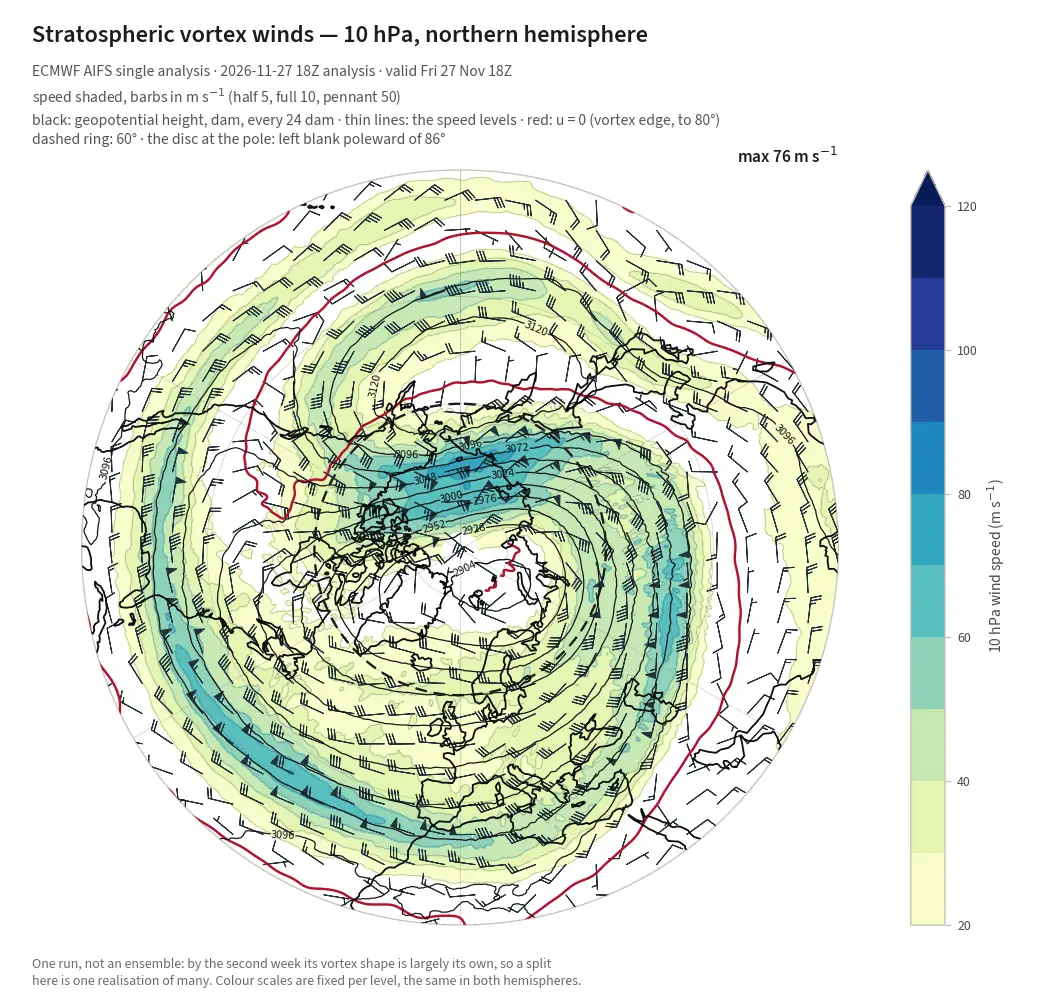 Stratospheric vortex winds — 10 hPa, northern hemisphere
ECMWF AIFS single analysis · 2026-11-27 18Z analysis · valid Fri 27 Nov 18Z
speed shaded, barbs in m s⁻¹ (half 5, full 10, pennant 50)
black: geopotential height, dam, every 24 dam · thin lines: the speed levels · red: u = 0 (vortex edge, to 80°)
dashed ring: 60° · the disc at the pole: left blank poleward of 86°
max 76 m s⁻¹
120
100
80
60
40
20
10 hPa wind speed (m s⁻¹)
3120
3120
3096
3096
3096
3096
3072
3024
3000
2976
2952
2928
2904
3096
One run, not an ensemble: by the second week its vortex shape is largely its own, so a split
here is one realisation of many. Colour scales are fixed per level, the same in both hemispheres.